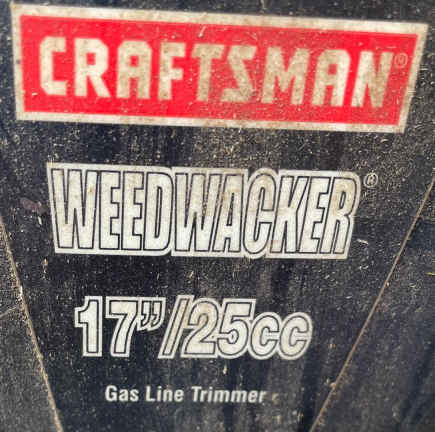 CRAFTSMAN®
WEEDWACKER®
17"/25cc
Gas Line Trimmer